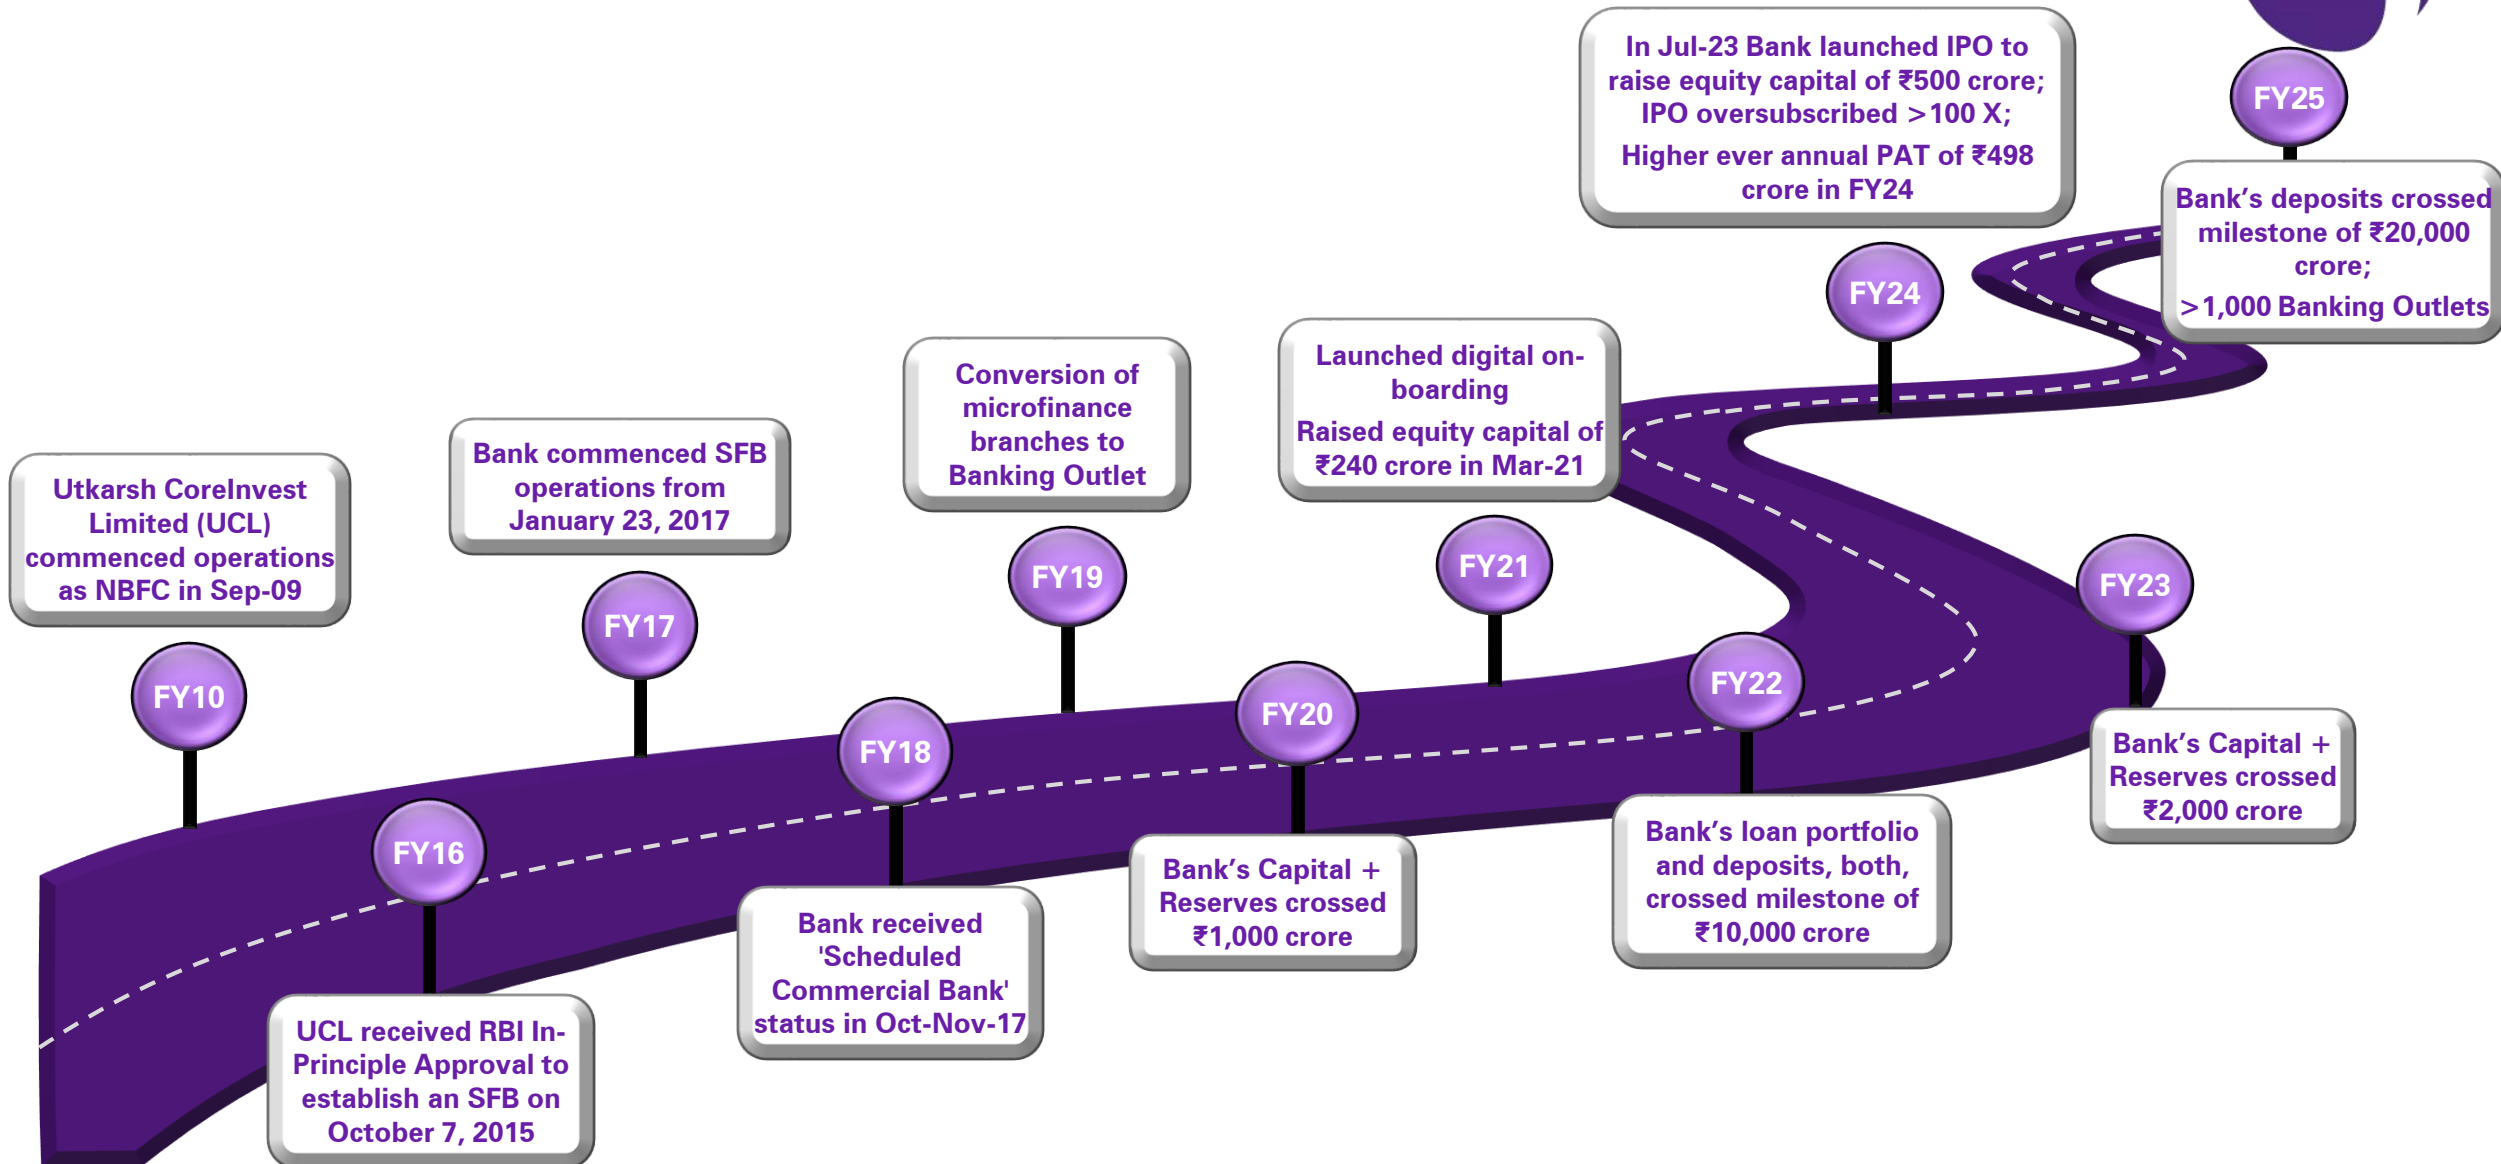 Utkarsh CoreInvest
Limited (UCL)
commenced operations
as NBFC in Sep-09
FY10
FY16
UCL received RBI In-
Principle Approval to
establish an SFB on
October 7, 2015
Bank commenced SFB
operations from
January 23, 2017
FY17
FY18
Bank received
'Scheduled
Commercial Bank'
status in Oct-Nov-17
Conversion of
microfinance
branches to
Banking Outlet
FY19
FY20
Bank’s Capital +
Reserves crossed
₹1,000 crore
Launched digital on-
boarding
Raised equity capital of
₹240 crore in Mar-21
FY21
FY22
Bank’s loan portfolio
and deposits, both,
crossed milestone of
₹10,000 crore
FY23
Bank’s Capital +
Reserves crossed
₹2,000 crore
In Jul-23 Bank launched IPO to
raise equity capital of ₹500 crore;
IPO oversubscribed >100 X;
Higher ever annual PAT of ₹498
crore in FY24
FY24
FY25
Bank’s deposits crossed
milestone of ₹20,000
crore;
>1,000 Banking Outlets